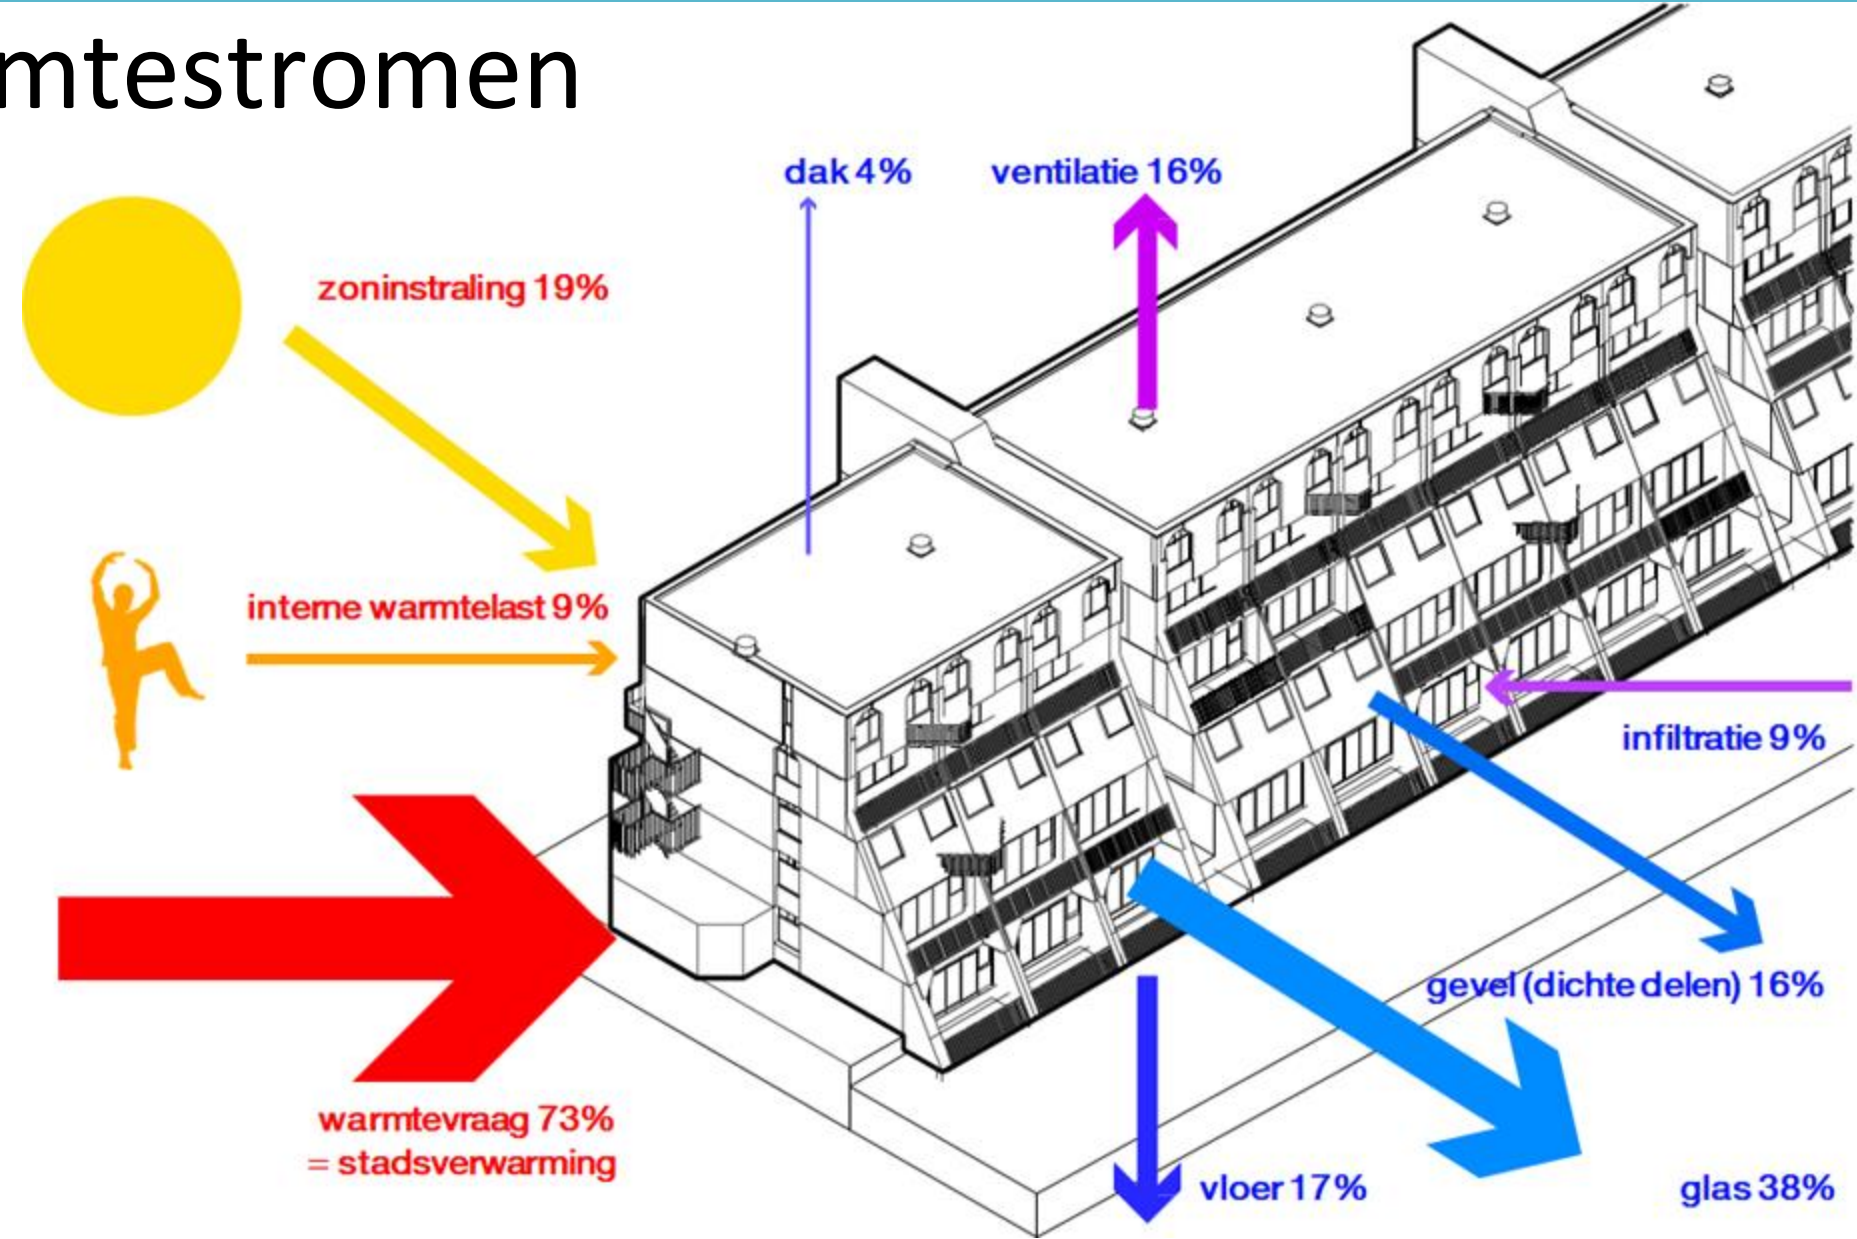 mtestromen
dak 4%
ventilatie 16%
zoninstraling 19%
interne warmtelast 9%
infiltratie 9%
gevel (dichte delen) 16%
warmtevraag 73%
= stadsverwarming
vloer 17%
glas 38%